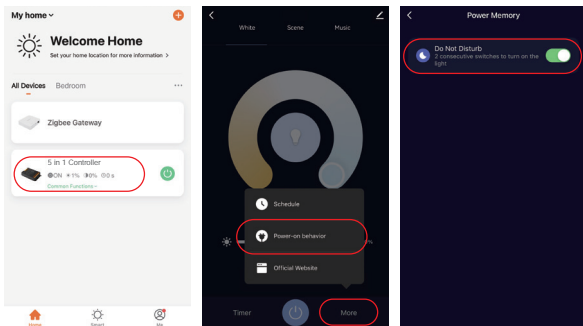 My home
Welcome Home
Set your home location for more information >
All Devices Bedroom ...
Zigbee Gateway
5 in 1 Controller
ON 1% 0% 0 s
Common Functions
Home Smart Me
White Scene Music
Schedule
Power-on behavior
%
Official Website
Timer More
Power Memory
Do Not Disturb
2 consecutive switches to turn on the
light